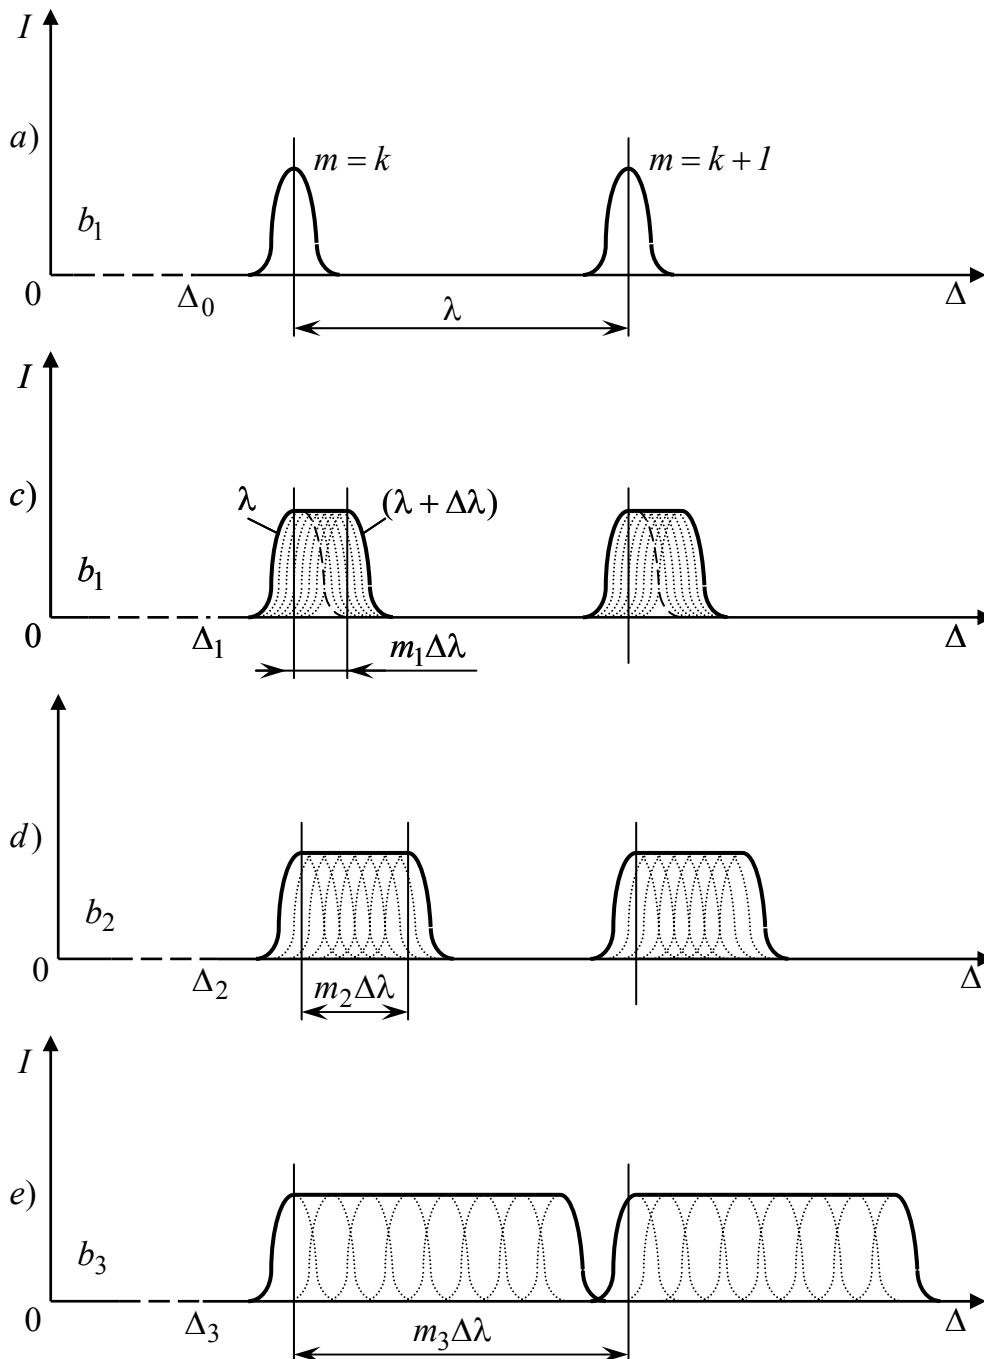 I
a)
m = k
m = k + 1
b₁
0
Δ₀
λ
Δ
I
c)
λ
(λ + Δλ)
b₁
0
Δ₁
m₁Δλ
Δ
d)
b₂
0
Δ₂
m₂Δλ
Δ
I
e)
b₃
0
Δ₃
m₃Δλ
Δ